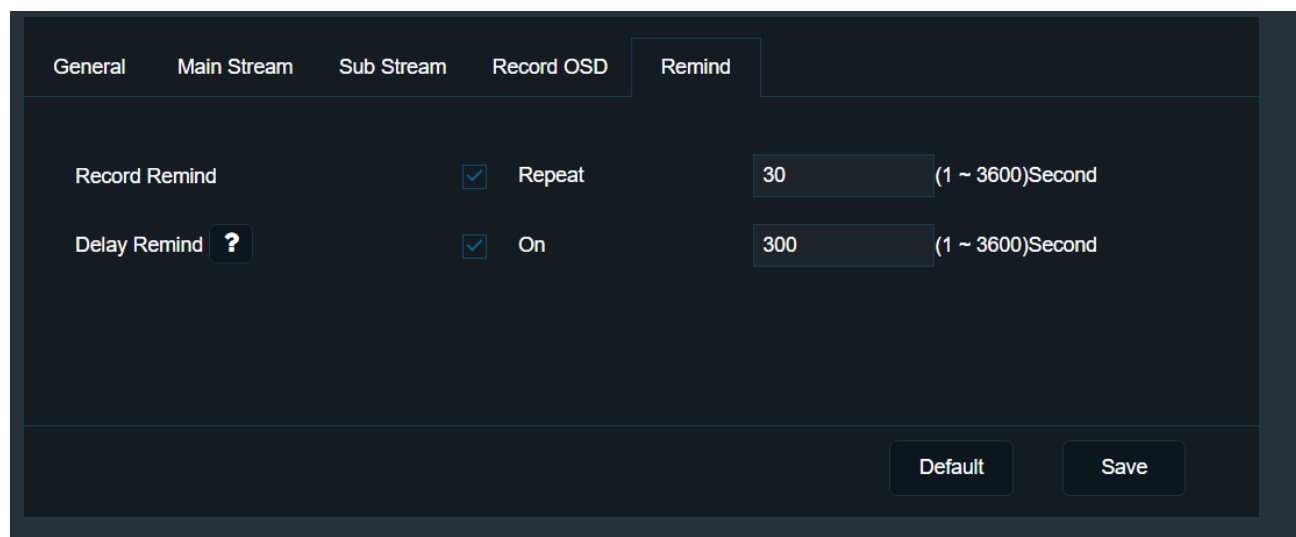 General Main Stream Sub Stream Record OSD Remind
Record Remind Repeat 30 (1 ~ 3600)Second
Delay Remind ? On 300 (1 ~ 3600)Second
Default Save